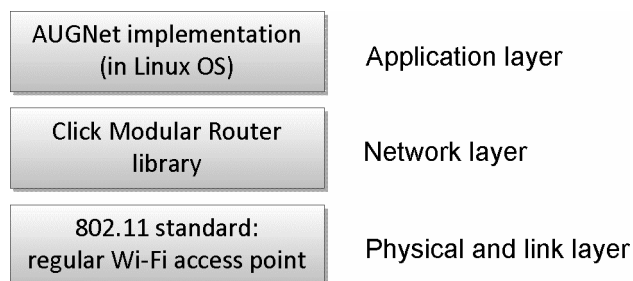 AUGNet implementation
(in Linux OS)
Application layer
Click Modular Router
library
Network layer
802.11 standard:
regular Wi-Fi access point
Physical and link layer